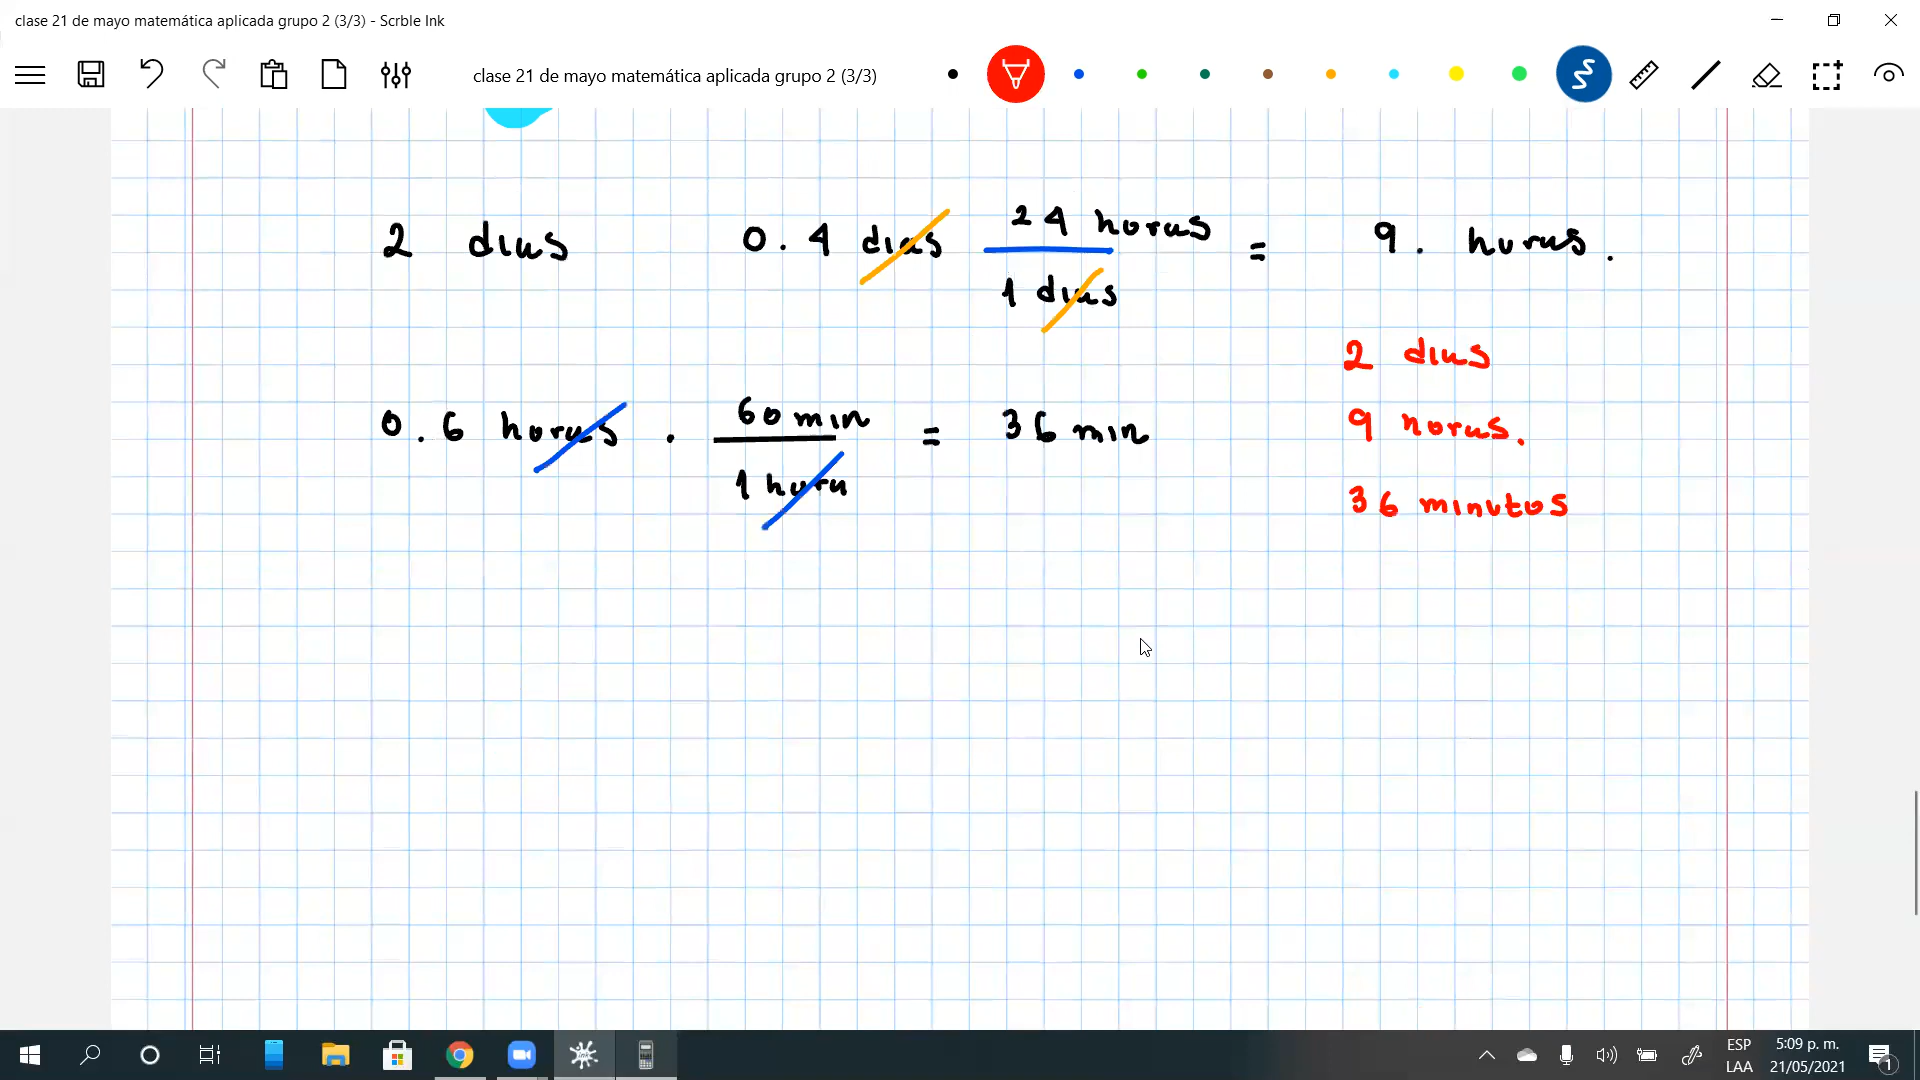 clase 21 de mayo matemática aplicada grupo 2 (3/3) - Scrble Ink
clase 21 de mayo matemática aplicada grupo 2 (3/3)
2 dias 0.4 dias 24 horas / 1 dias = 9. horas.
2 dias
0.6 horas . 60 min / 1 hora = 36 min
9 horas.
36 minutos
ESP
LAA
5:09 p. m.
21/05/2021
1